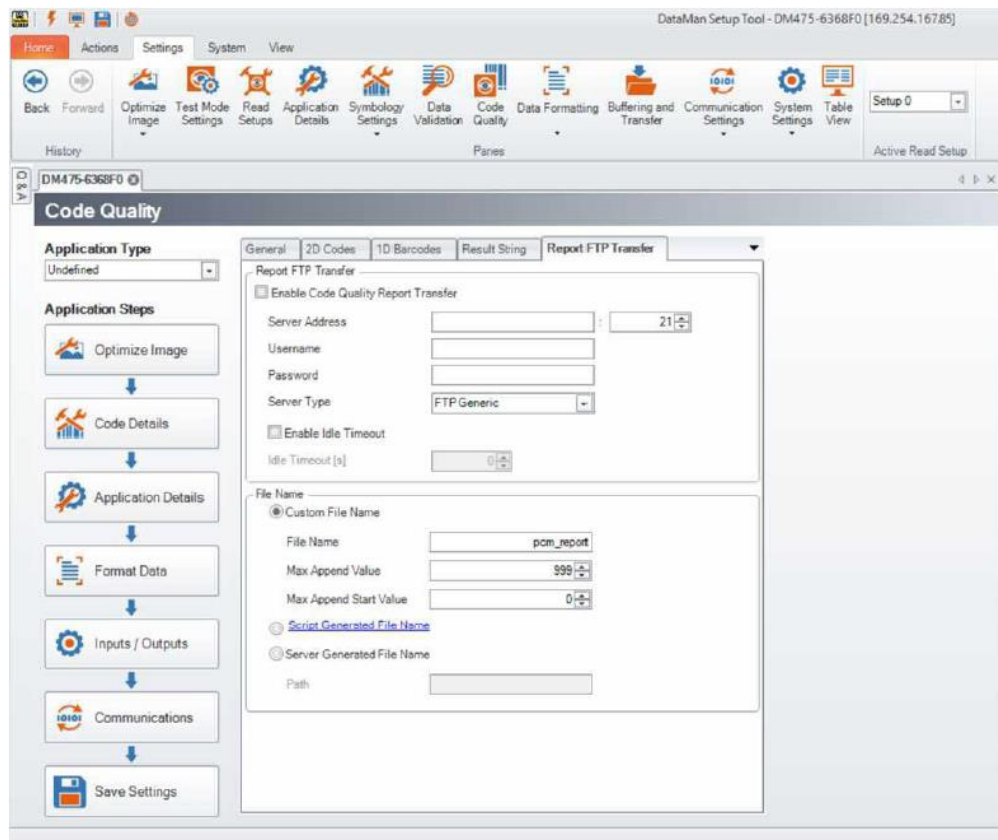 DataMan Setup Tool - DM475-6368F0 [169.254.167.85]
Home Actions Settings System View
Back Forward Optimize Image Test Mode Settings Read Setups Application Details Symbology Settings Data Validation Code Quality Data Formatting Buffering and Transfer Communication Settings System Settings Table View Setup 0
History Panes Active Read Setup
Q & A
DM475-6368F0
Code Quality
Application Type
Undefined
Application Steps
Optimize Image
Code Details
Application Details
Format Data
Inputs / Outputs
Communications
Save Settings
General 2D Codes 1D Barcodes Result String Report FTP Transfer
Report FTP Transfer
Enable Code Quality Report Transfer
Server Address : 21
Username
Password
Server Type FTP Generic
Enable Idle Timeout
Idle Timeout [s] 0
File Name
Custom File Name
File Name pcm_report
Max Append Value 999
Max Append Start Value 0
Script Generated File Name
Server Generated File Name
Path